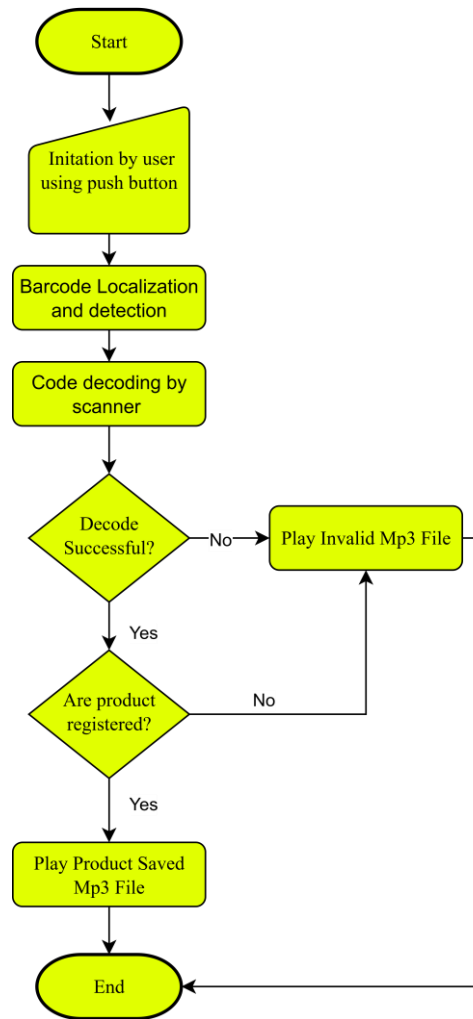 Start
Initation by user
using push button
Barcode Localization
and detection
Code decoding by
scanner
Decode
Successful?
No
Play Invalid Mp3 File
Yes
Are product
registered?
No
Yes
Play Product Saved
Mp3 File
End